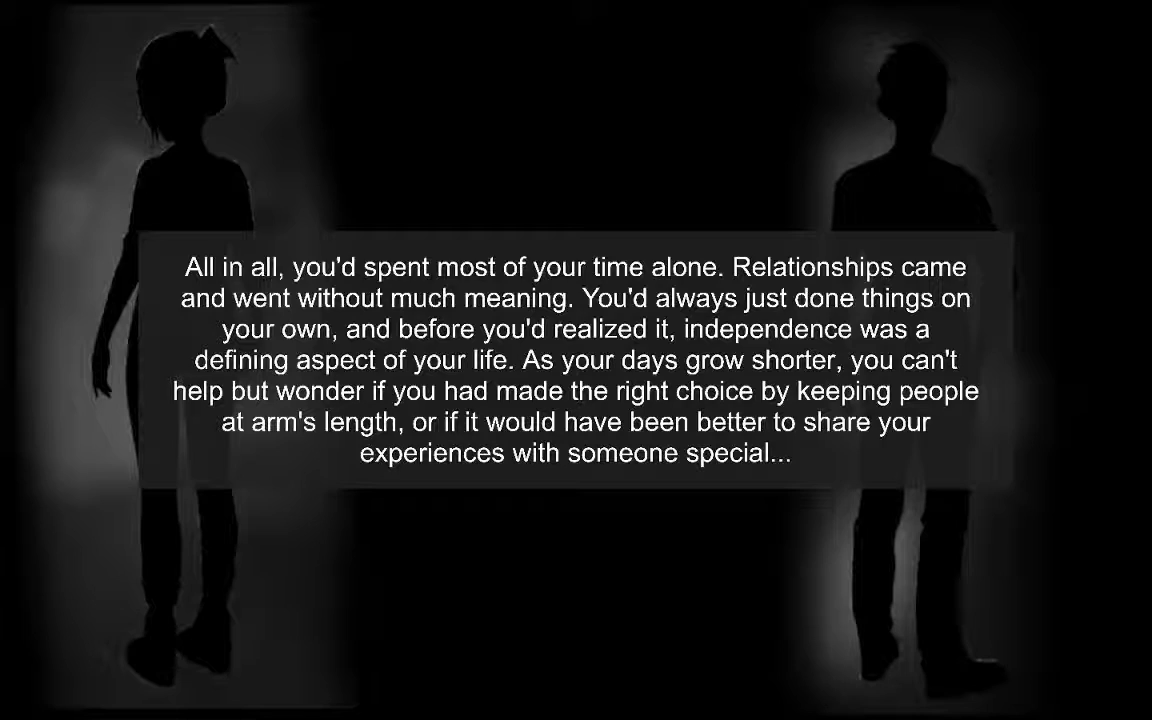 All in all, you'd spent most of your time alone. Relationships came
and went without much meaning. You'd always just done things on
your own, and before you'd realized it, independence was a
defining aspect of your life. As your days grow shorter, you can't
help but wonder if you had made the right choice by keeping people
at arm's length, or if it would have been better to share your
experiences with someone special...